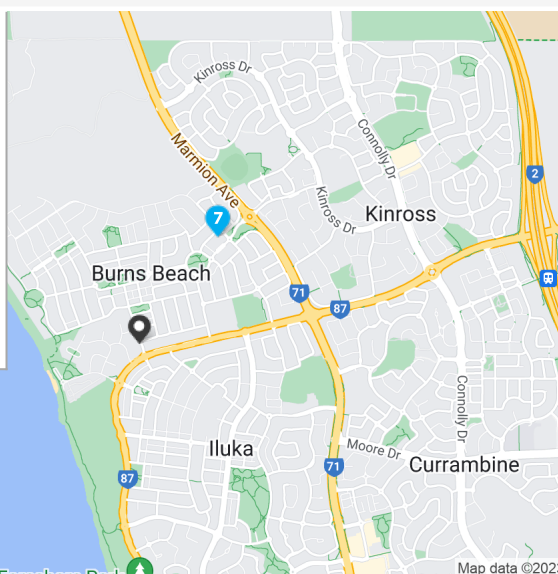 Kinross Dr
Connolly Dr
Marmion Ave
2
Kinross Dr
Kinross
7
Burns Beach
71
87
Connolly Dr
Iluka
Moore Dr
Currambine
71
87
Map data ©202